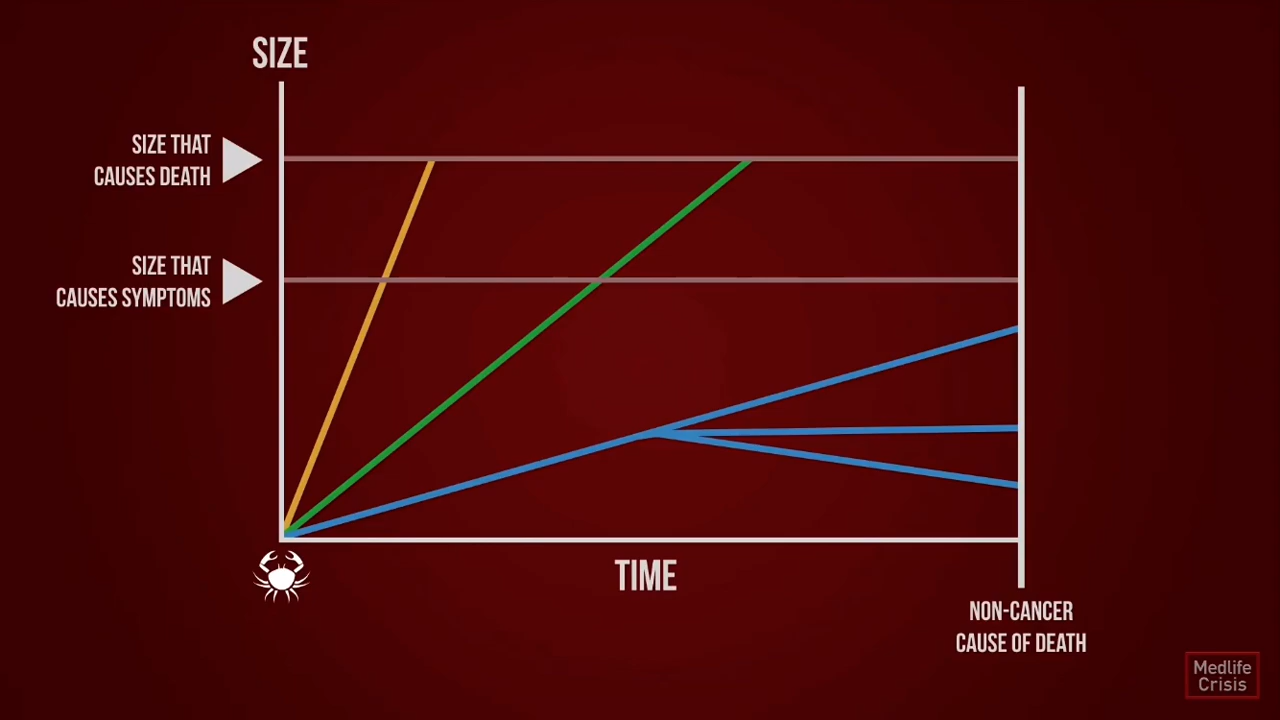 SIZE
SIZE THAT
CAUSES DEATH
SIZE THAT
CAUSES SYMPTOMS
TIME
NON-CANCER
CAUSE OF DEATH
Medlife
Crisis